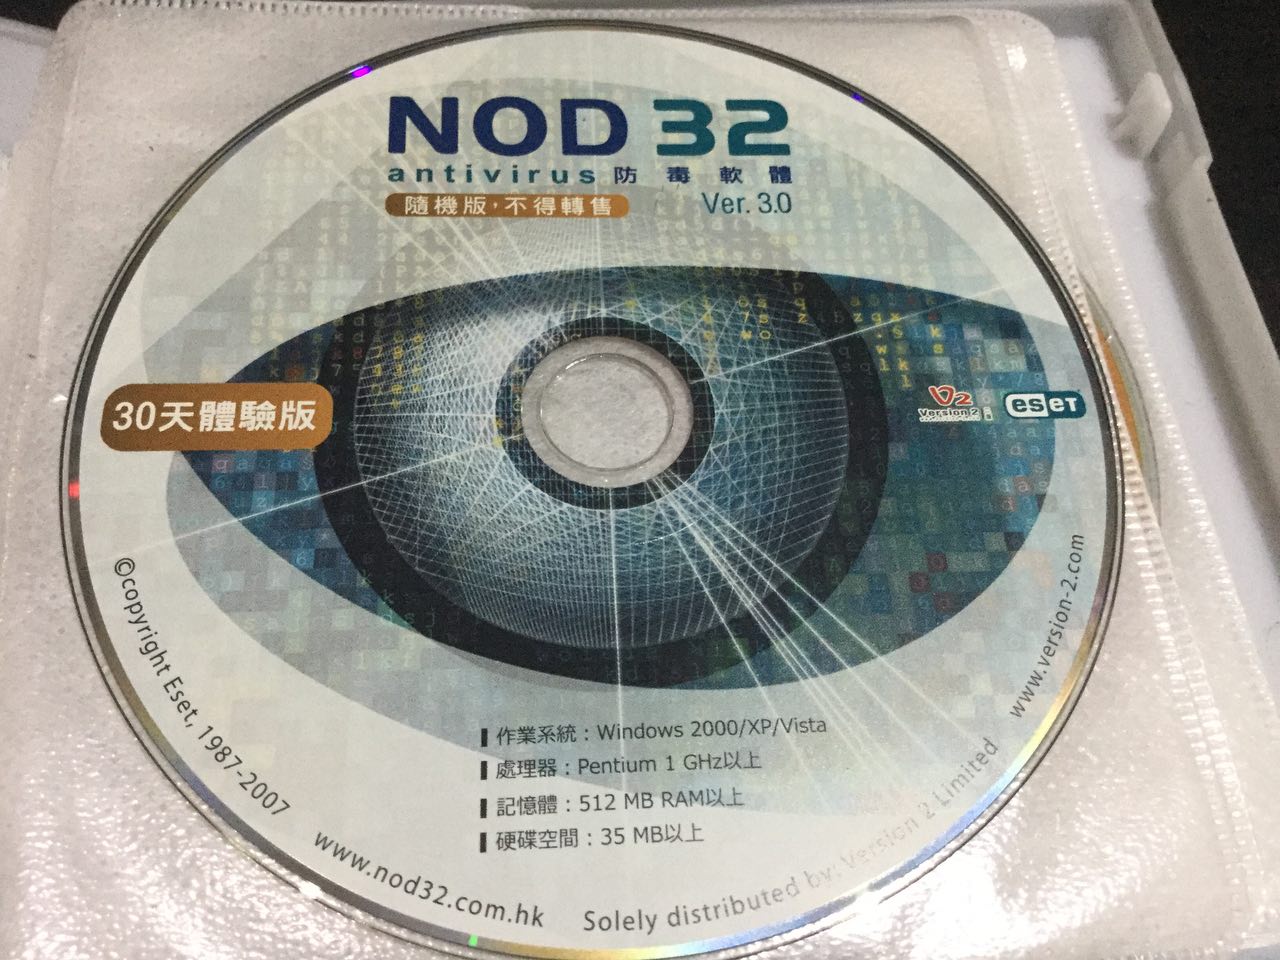 NOD 32
antivirus 防毒軟體
隨機版，不得轉售 Ver. 3.0
30天體驗版
V2
Version 2
eseT
作業系統：Windows 2000/XP/Vista
處理器：Pentium 1 GHz以上
記憶體：512 MB RAM以上
硬碟空間：35 MB以上
©copyright Eset, 1987-2007
www.nod32.com.hk
Solely distributed by: Version 2 Limited
www.version-2.com